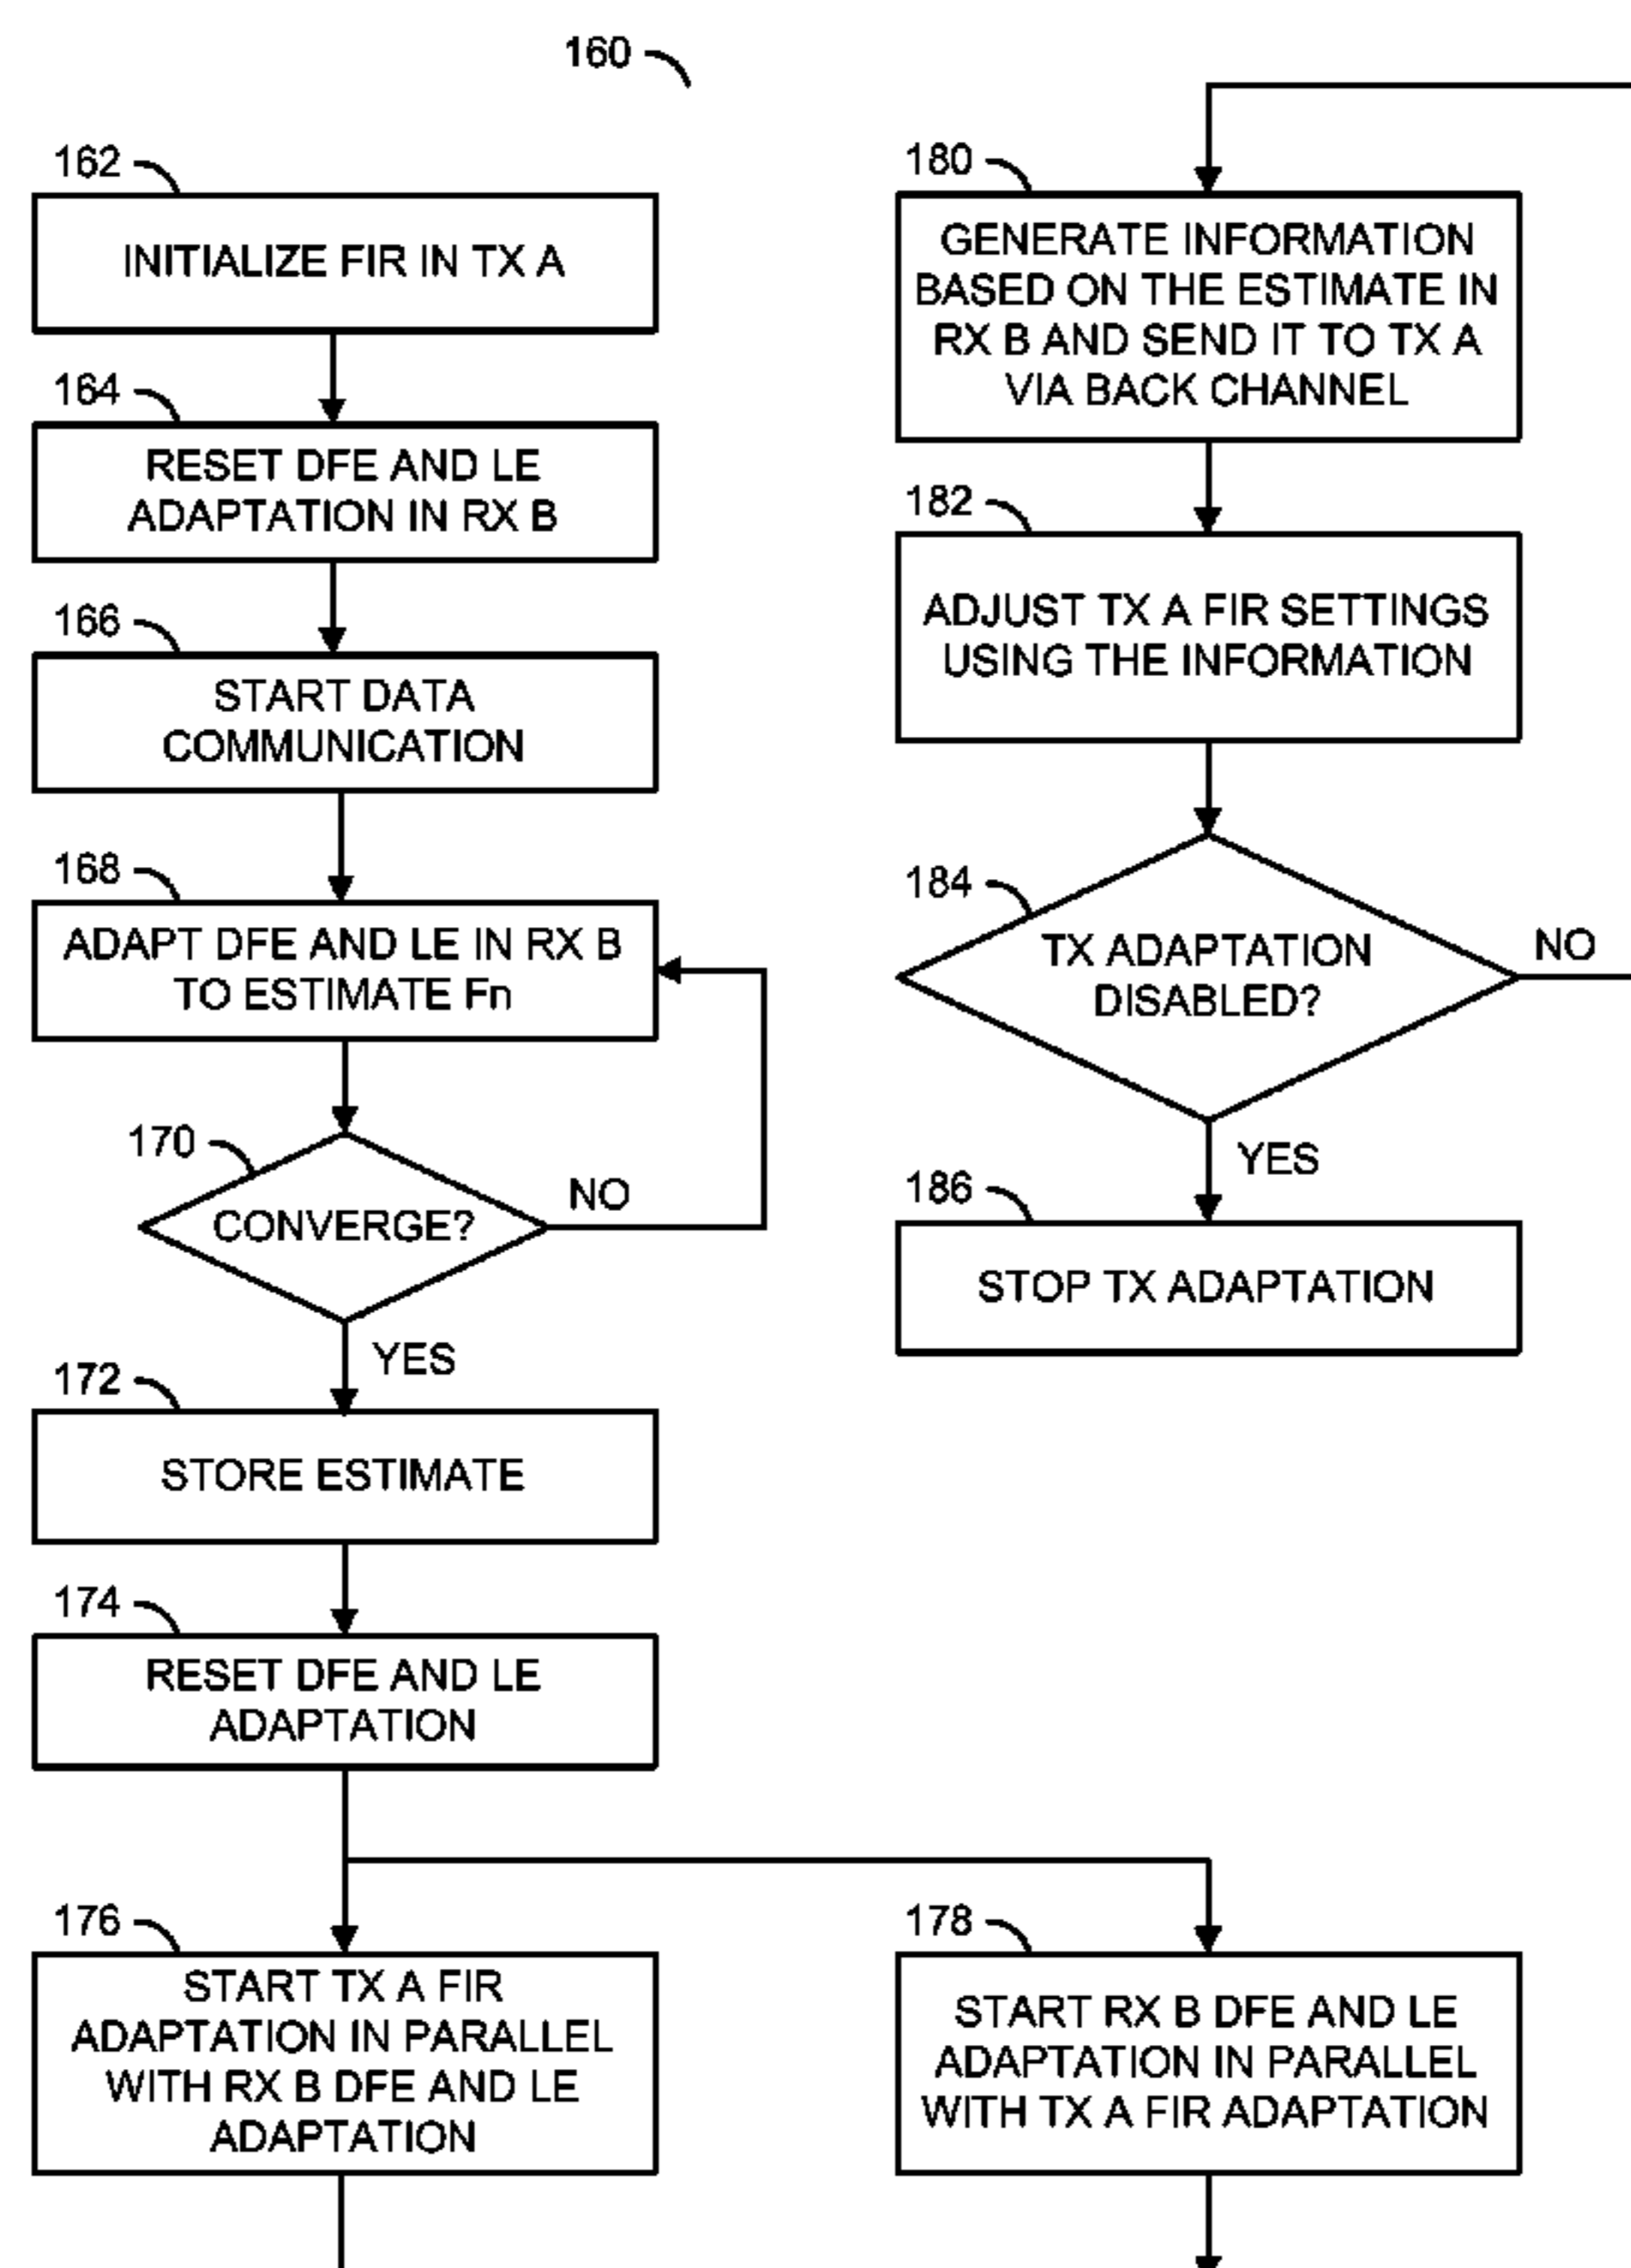 160
162
INITIALIZE FIR IN TX A
164
RESET DFE AND LE
ADAPTATION IN RX B
166
START DATA
COMMUNICATION
168
ADAPT DFE AND LE IN RX B
TO ESTIMATE Fn
170
CONVERGE?
NO
YES
172
STORE ESTIMATE
174
RESET DFE AND LE
ADAPTATION
176
START TX A FIR
ADAPTATION IN PARALLEL
WITH RX B DFE AND LE
ADAPTATION
178
START RX B DFE AND LE
ADAPTATION IN PARALLEL
WITH TX A FIR ADAPTATION
180
GENERATE INFORMATION
BASED ON THE ESTIMATE IN
RX B AND SEND IT TO TX A
VIA BACK CHANNEL
182
ADJUST TX A FIR SETTINGS
USING THE INFORMATION
184
TX ADAPTATION
DISABLED?
NO
YES
186
STOP TX ADAPTATION